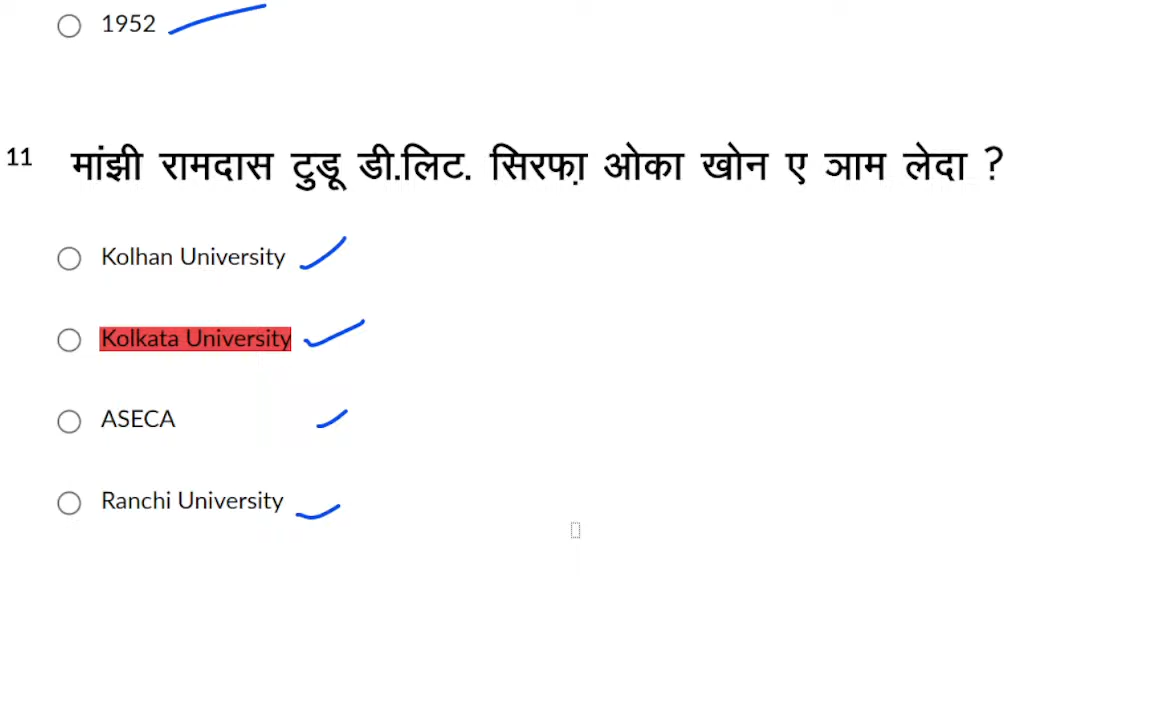 1952
11 मांझी रामदास टुडू डी.लिट. सिरफा़ ओका खोन ए ञाम लेदा ?
Kolhan University
Kolkata University
ASECA
Ranchi University